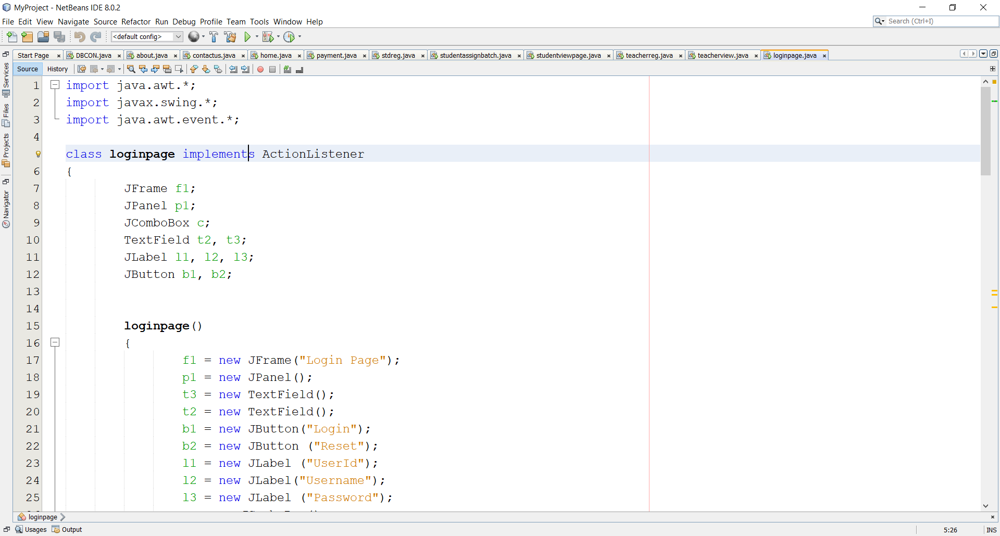 MyProject - NetBeans IDE 8.0.2
File Edit View Navigate Source Refactor Run Debug Profile Team Tools Window Help
Search (Ctrl+I)
<default config>
Start Page DBCON.java about.java contactus.java home.java payment.java stdreg.java studentassignbatch.java studentviewpage.java teacherreg.java teacherview.java loginpage.java
Source History
Services
Files
Projects
Navigator
1 import java.awt.*;
2 import javax.swing.*;
3 import java.awt.event.*;
4
class loginpage implements ActionListener
6 {
7 JFrame f1;
8 JPanel p1;
9 JComboBox c;
10 TextField t2, t3;
11 JLabel l1, l2, l3;
12 JButton b1, b2;
13
14
15 loginpage()
16 {
17 f1 = new JFrame("Login Page");
18 p1 = new JPanel();
19 t3 = new TextField();
20 t2 = new TextField();
21 b1 = new JButton("Login");
22 b2 = new JButton ("Reset");
23 l1 = new JLabel ("UserId");
24 l2 = new JLabel("Username");
25 l3 = new JLabel ("Password");
loginpage
Usages Output
5:26 INS